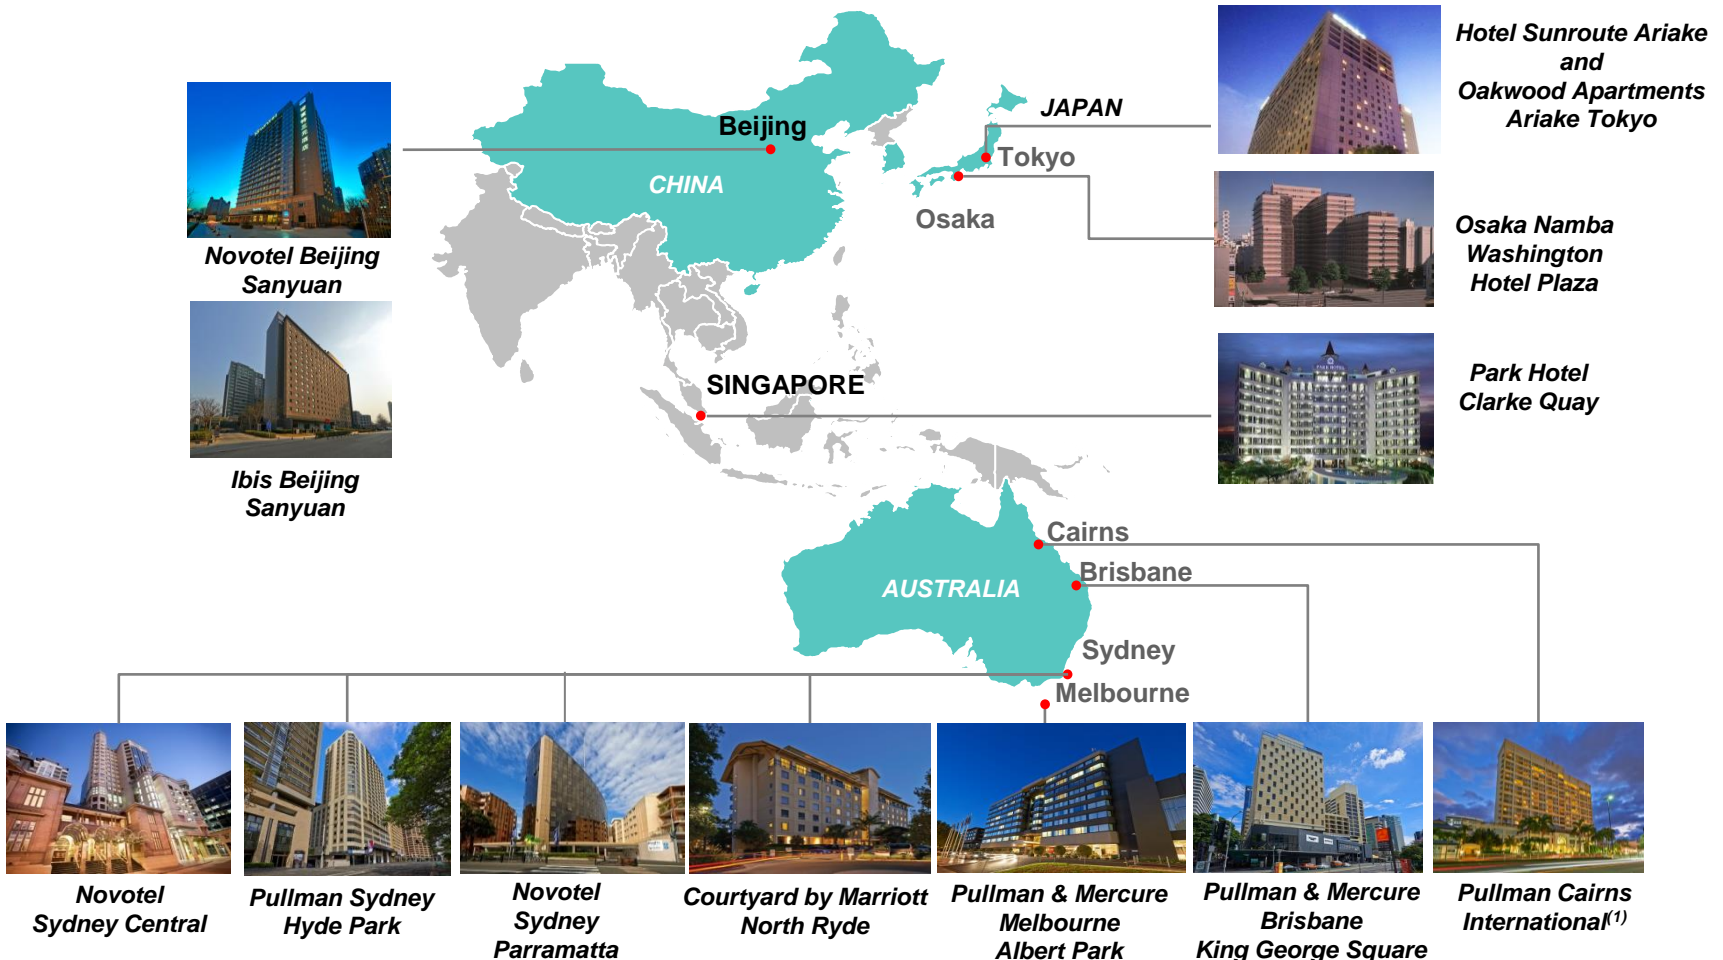 Hotel Sunroute Ariake
and
Oakwood Apartments
Ariake Tokyo
JAPAN
Beijing
Tokyo
CHINA
Osaka
Osaka Namba
Washington
Hotel Plaza
Novotel Beijing
Sanyuan
SINGAPORE
PARK HOTEL
Park Hotel
Clarke Quay
Ibis Beijing
Sanyuan
Cairns
Brisbane
AUSTRALIA
Sydney
Melbourne
Novotel
Sydney Central
Pullman Sydney
Hyde Park
Novotel
Sydney
Parramatta
Courtyard by Marriott
North Ryde
Pullman & Mercure
Melbourne
Albert Park
Pullman & Mercure
Brisbane
King George Square
Pullman Cairns
International(1)